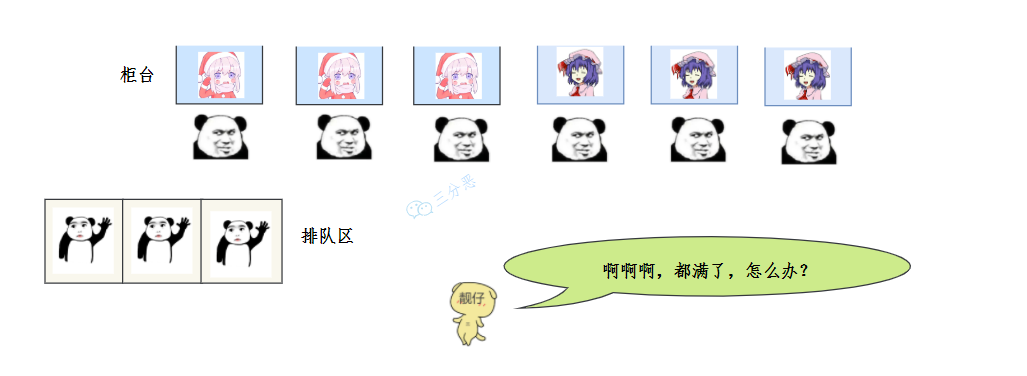 柜台
三分恶
排队区
啊啊啊，都满了，怎么办？
靓仔